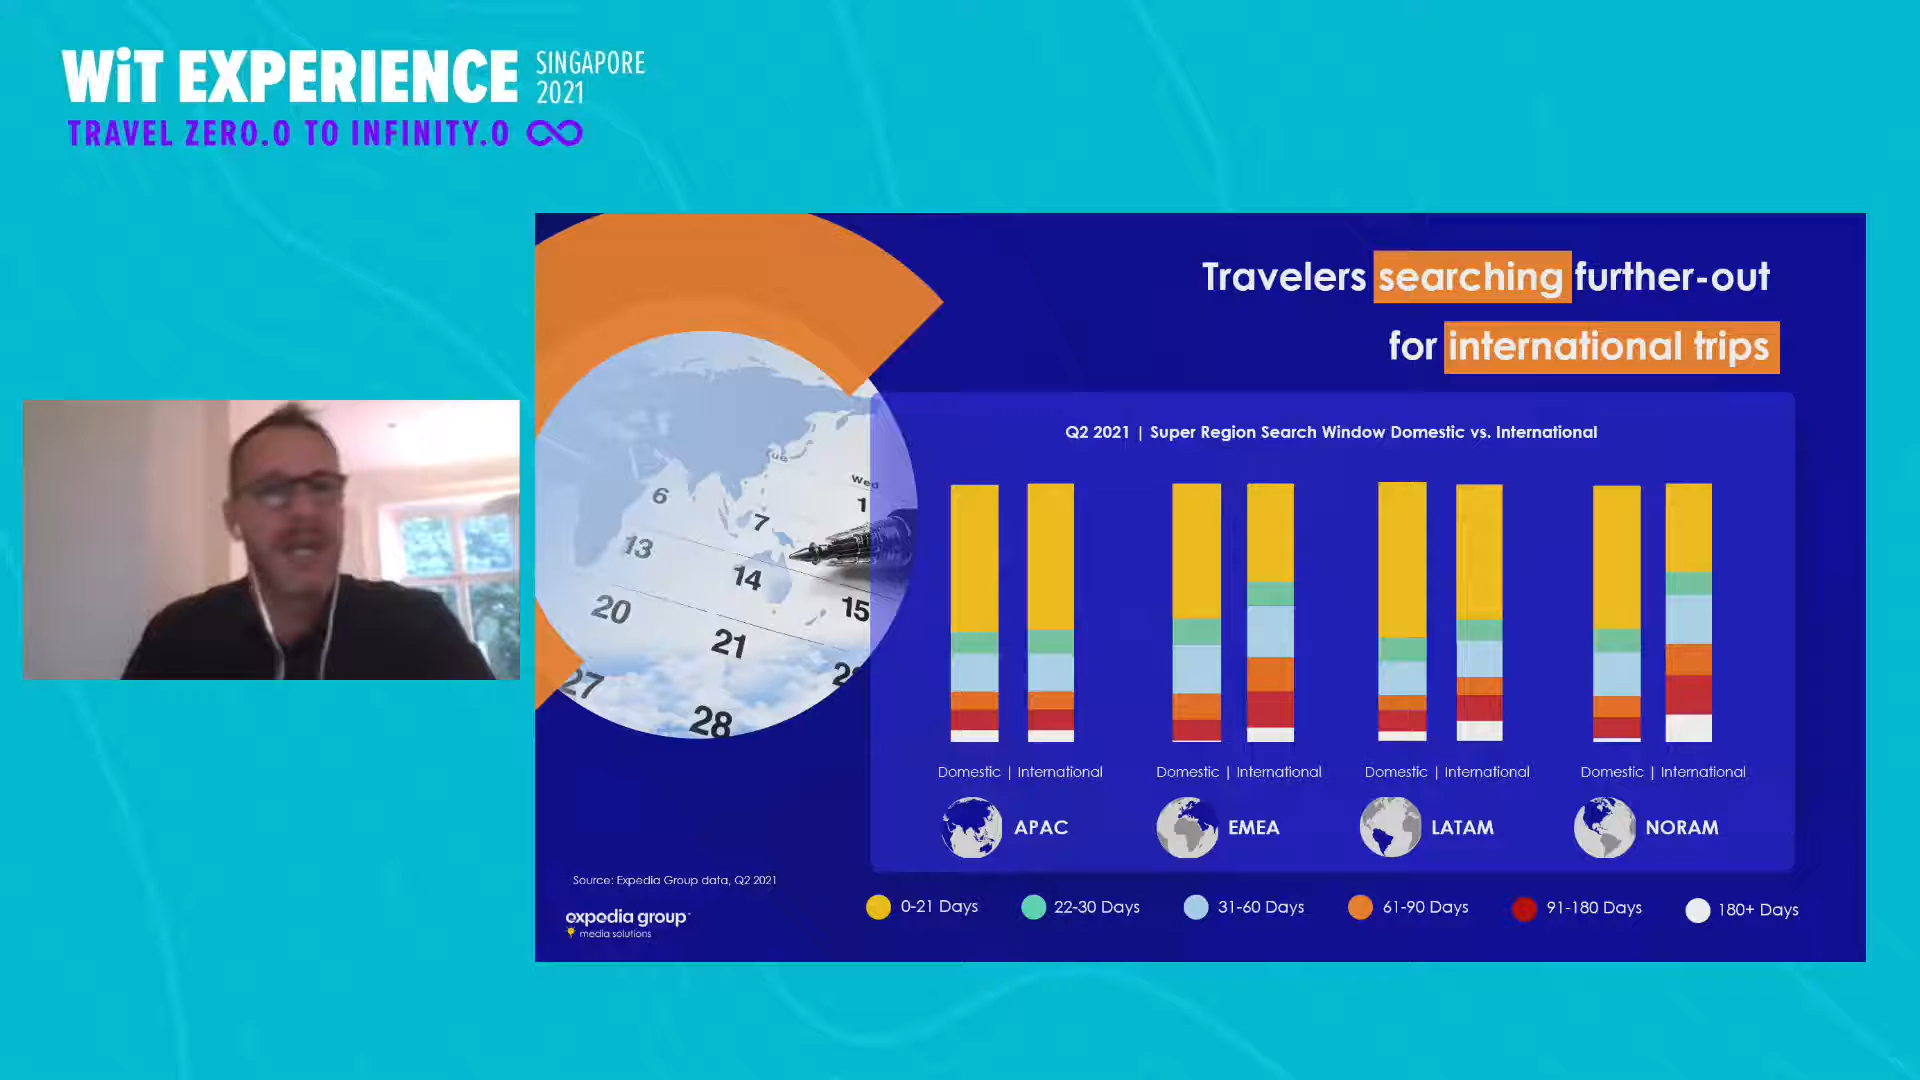 WiT EXPERIENCE SINGAPORE 2021
TRAVEL ZERO.0 TO INFINITY.0
Travelers searching further-out
for international trips
Q2 2021 | Super Region Search Window Domestic vs. International
Tue
Wed
1
6
7
13
14
15
20
21
27
28
Domestic | International
Domestic | International
Domestic | International
Domestic | International
APAC
EMEA
LATAM
NORAM
Source: Expedia Group data, Q2 2021
expedia group
media solutions
0-21 Days
22-30 Days
31-60 Days
61-90 Days
91-180 Days
180+ Days